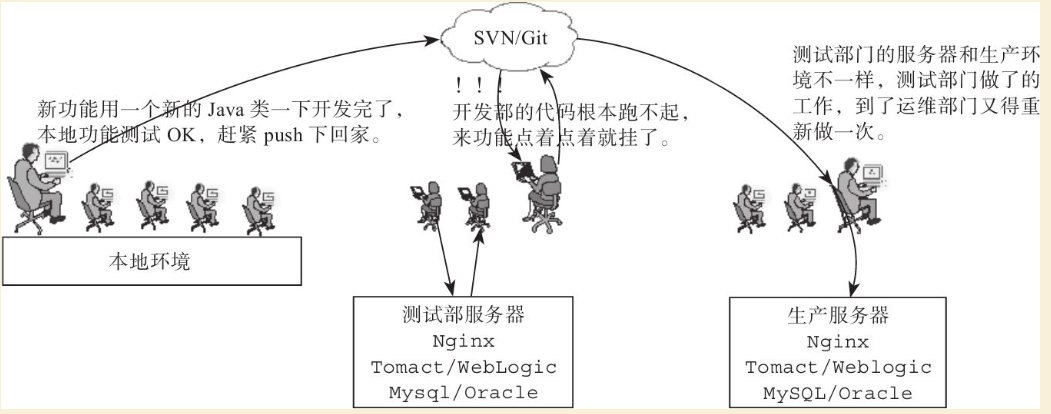 SVN/Git
新功能用一个新的 Java 类一下开发完了，
本地功能测试 OK，赶紧 push 下回家。
！！！
开发部的代码根本跑不起，
来功能点着点着就挂了。
测试部门的服务器和生产环
境不一样，测试部门做了的
工作，到了运维部门又得重
新做一次。
本地环境
测试部服务器
Nginx
Tomact/WebLogic
Mysql/Oracle
生产服务器
Nginx
Tomact/Weblogic
MySQL/Oracle